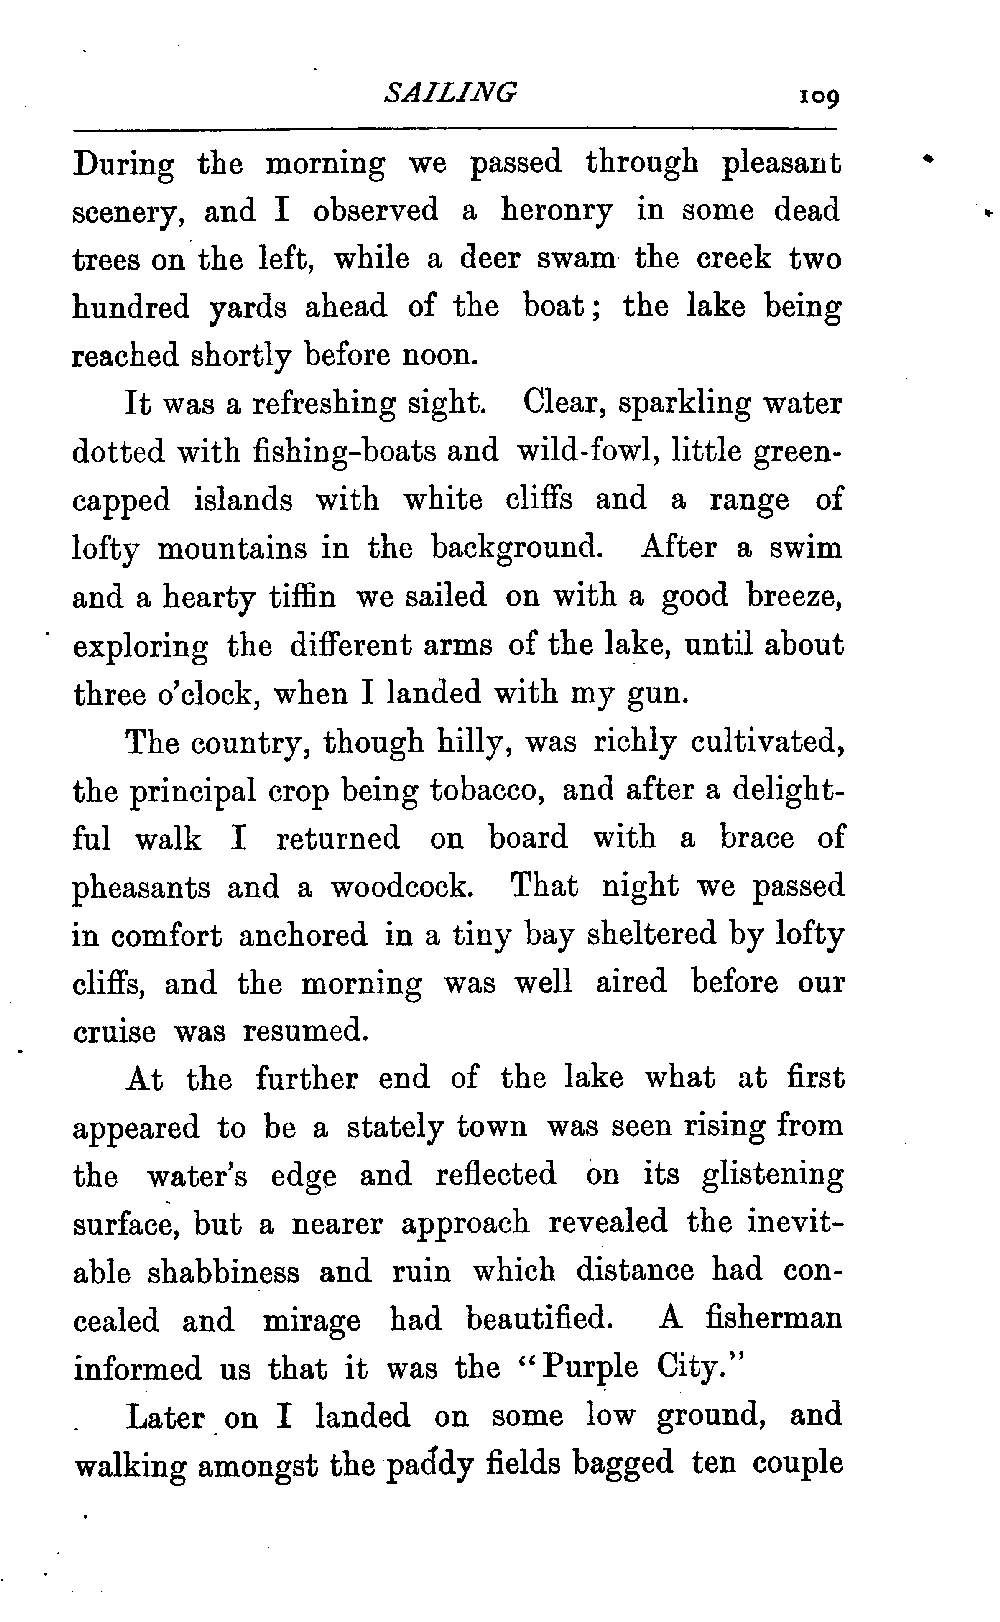 SAILING 109
During the morning we passed through pleasant
scenery, and I observed a heronry in some dead
trees on the left, while a deer swam the creek two
hundred yards ahead of the boat; the lake being
reached shortly before noon.
It was a refreshing sight. Clear, sparkling water
dotted with fishing-boats and wild-fowl, little green-
capped islands with white cliffs and a range of
lofty mountains in the background. After a swim
and a hearty tiffin we sailed on with a good breeze,
exploring the different arms of the lake, until about
three o'clock, when I landed with my gun.
The country, though hilly, was richly cultivated,
the principal crop being tobacco, and after a delight-
ful walk I returned on board with a brace of
pheasants and a woodcock. That night we passed
in comfort anchored in a tiny bay sheltered by lofty
cliffs, and the morning was well aired before our
cruise was resumed.
At the further end of the lake what at first
appeared to be a stately town was seen rising from
the water's edge and reflected on its glistening
surface, but a nearer approach revealed the inevit-
able shabbiness and ruin which distance had con-
cealed and mirage had beautified. A fisherman
informed us that it was the "Purple City."
Later on I landed on some low ground, and
walking amongst the paddy fields bagged ten couple